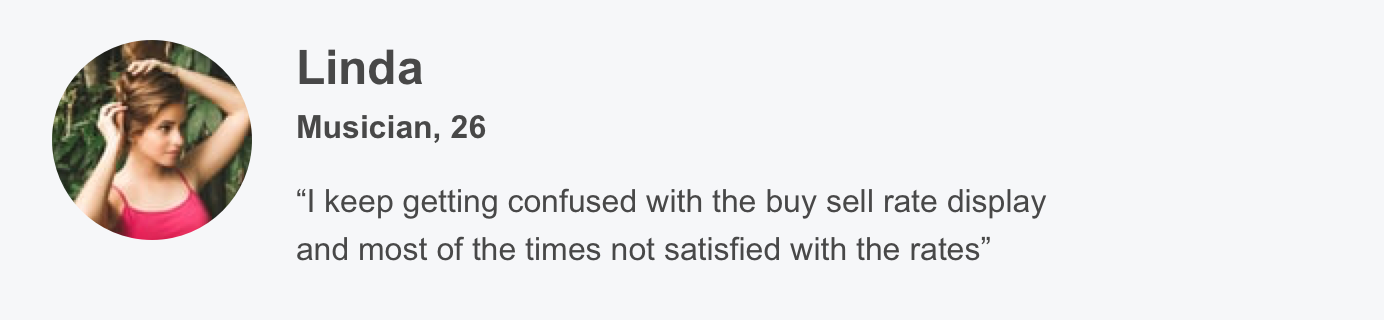 Linda
Musician, 26
“I keep getting confused with the buy sell rate display
and most of the times not satisfied with the rates”